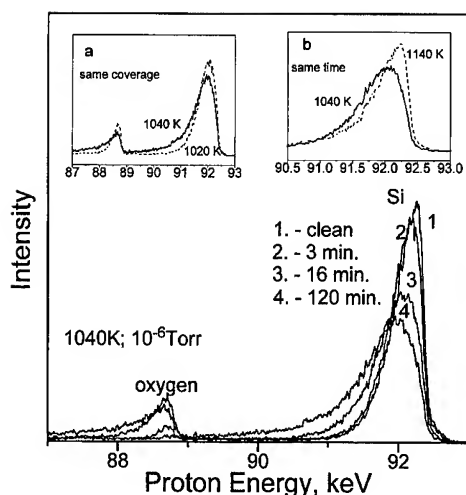 a
same coverage
1040 K
1020 K
87 88 89 90 91 92 93
b
same time
1140 K
1040 K
90.5 91.0 91.5 92.0 92.5 93.0
Intensity
Si
1
2
3
4
1. - clean
2. - 3 min.
3. - 16 min.
4. - 120 min.
1040K; 10⁻⁶Torr
oxygen
88 90 92
Proton Energy, keV